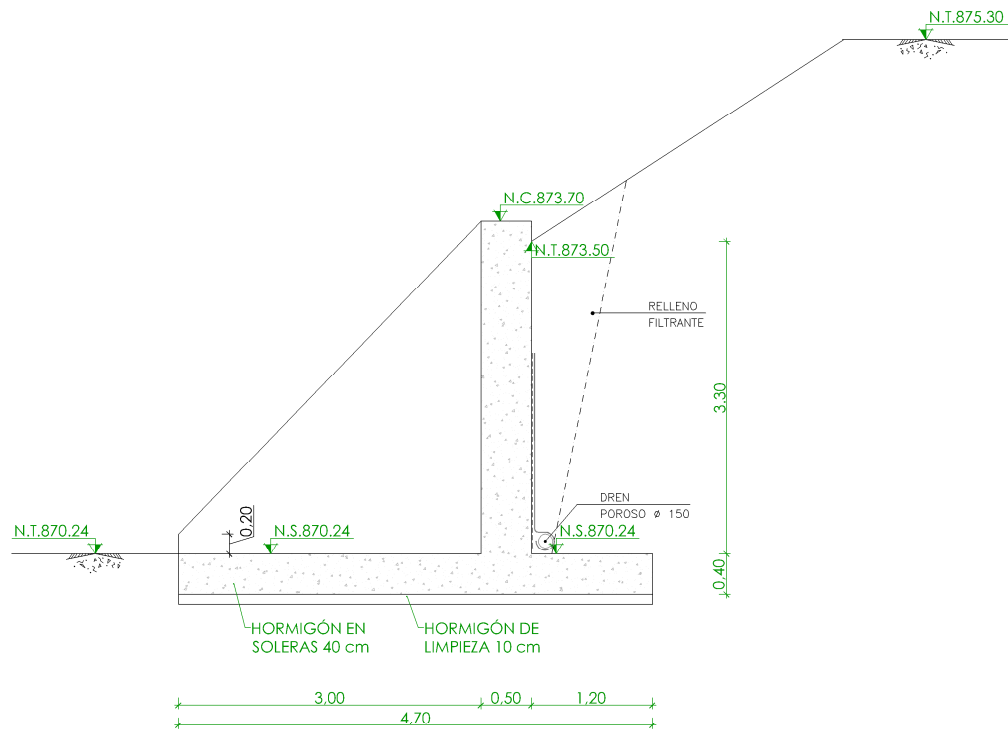 N.T.875.30
N.C.873.70
N.T.873.50
RELLENO
FILTRANTE
3.30
DREN
POROSO Ø 150
0,20
N.T.870.24
N.S.870.24
N.S.870.24
0,40
HORMIGÓN EN
SOLERAS 40 cm
HORMIGÓN DE
LIMPIEZA 10 cm
3,00
0,50
1,20
4,70